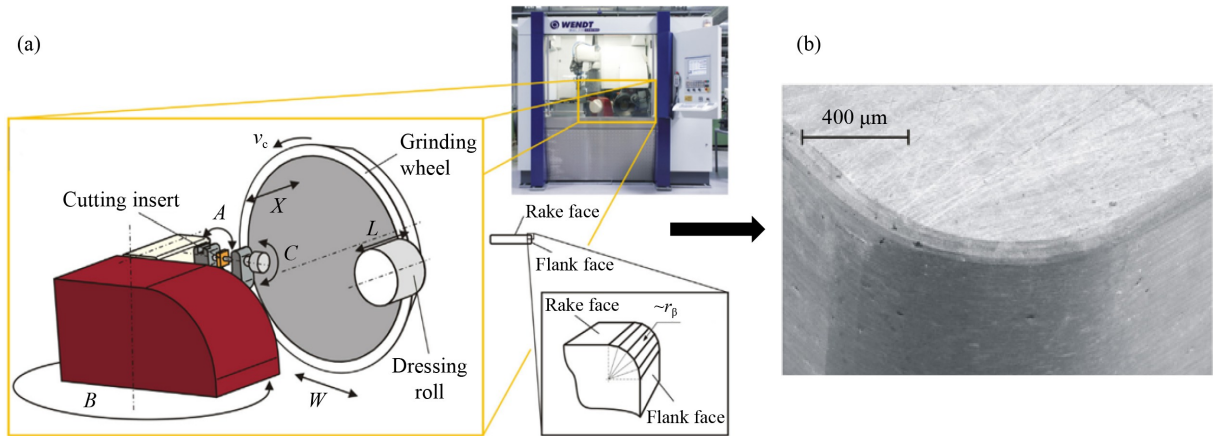 (a)
WENDT
(b)
400 μm
v_c
Grinding
wheel
Cutting insert
A
X
C
L
Rake face
Flank face
Rake face
~r_β
Flank face
Dressing
roll
B
W